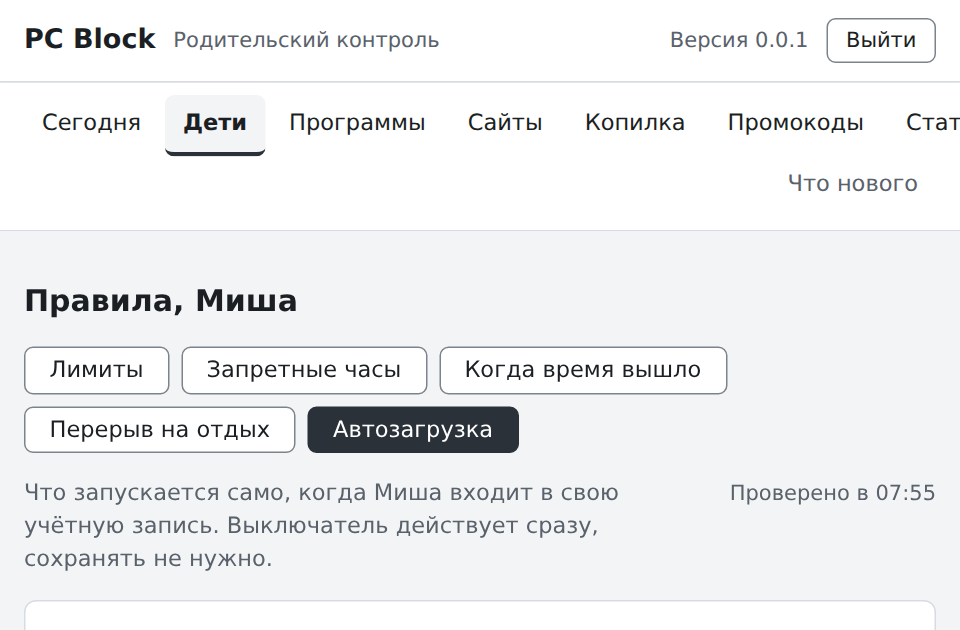 PC Block Родительский контроль Версия 0.0.1 Выйти
Сегодня Дети Программы Сайты Копилка Промокоды Стат
Что нового
Правила, Миша
Лимиты Запретные часы Когда время вышло
Перерыв на отдых Автозагрузка
Что запускается само, когда Миша входит в свою Проверено в 07:55
учётную запись. Выключатель действует сразу,
сохранять не нужно.